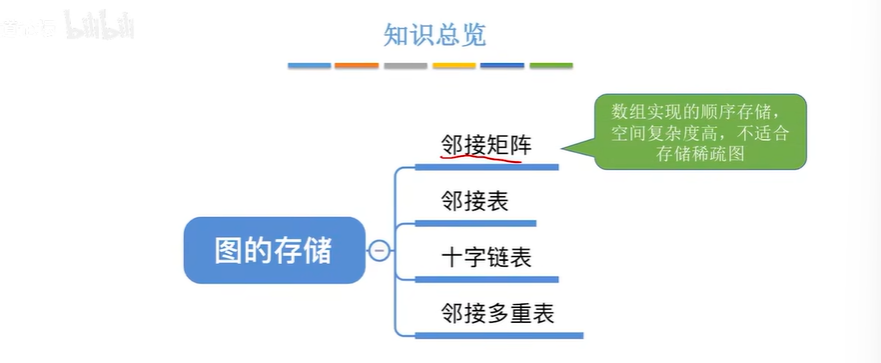 bilibili
知识总览
数组实现的顺序存储，
空间复杂度高，不适合
存储稀疏图
邻接矩阵
邻接表
图的存储
十字链表
邻接多重表